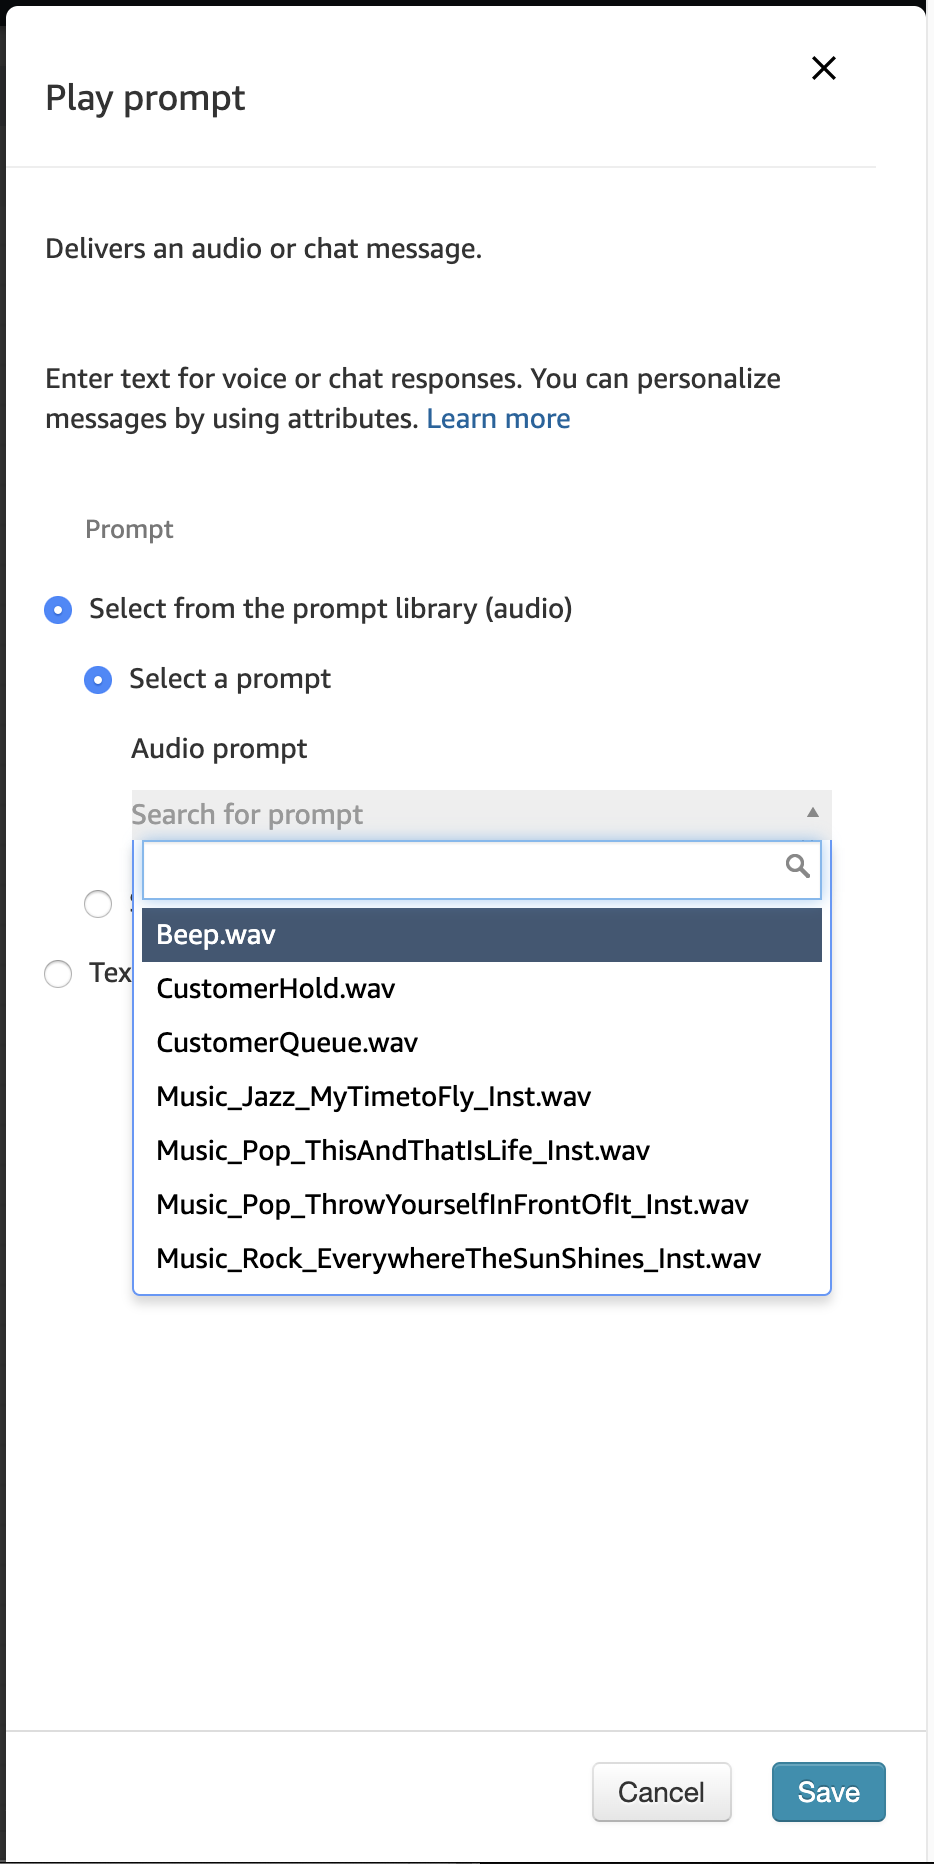 Play prompt
Delivers an audio or chat message.
Enter text for voice or chat responses. You can personalize
messages by using attributes. Learn more
Prompt
Select from the prompt library (audio)
Select a prompt
Audio prompt
Search for prompt
Beep.wav
Tex
CustomerHold.wav
CustomerQueue.wav
Music_Jazz_MyTimetoFly_Inst.wav
Music_Pop_ThisAndThatIsLife_Inst.wav
Music_Pop_ThrowYourselfInFrontOfIt_Inst.wav
Music_Rock_EverywhereTheSunShines_Inst.wav
Cancel Save